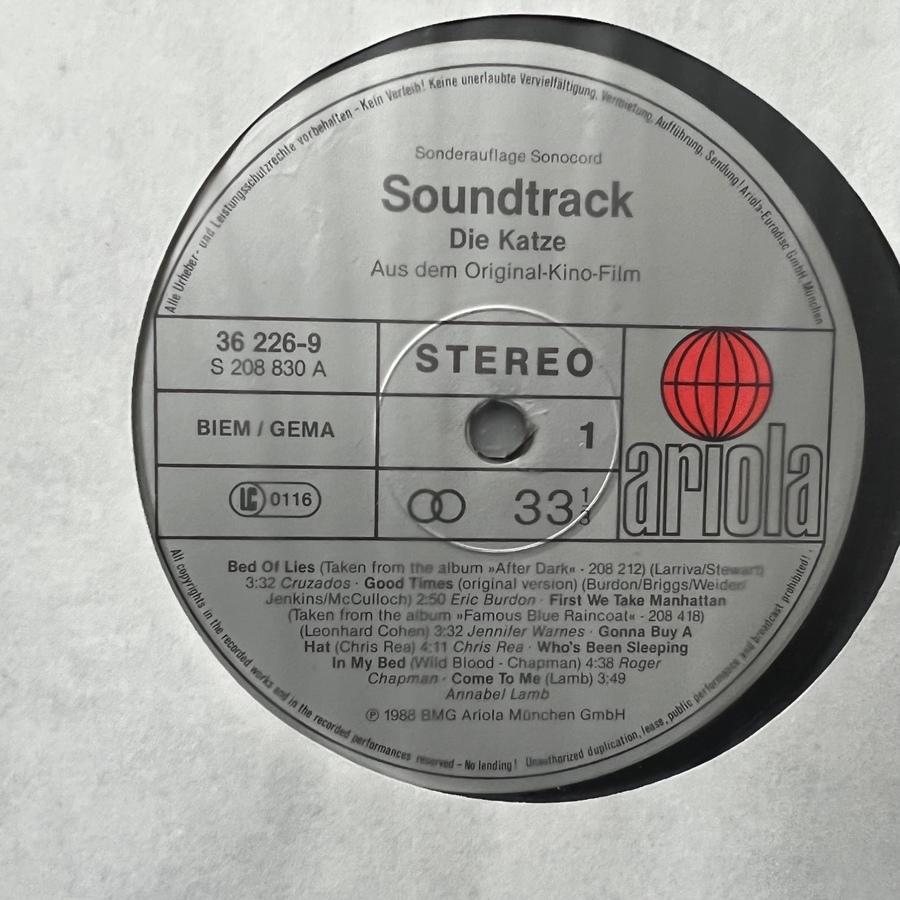 Alle Urheber- und Leistungsschutzrechte vorbehalten – Kein Verleih! Keine unerlaubte Vervielfältigung, Vermietung, Aufführung, Sendung! Ariola-Eurodisc GmbH, München
Sonderauflage Sonocord
Soundtrack
Die Katze
Aus dem Original-Kino-Film
36 226-9
S 208 830 A
STEREO
BIEM / GEMA
1
LC 0116
33 1/3
ariola
Bed Of Lies (Taken from the album »After Dark« - 208 212) (Larriva/Stewart)
3:32 Cruzados · Good Times (original version) (Burdon/Briggs/Weider/
Jenkins/McCulloch) 2:50 Eric Burdon · First We Take Manhattan
(Taken from the album »Famous Blue Raincoat« - 208 418)
(Leonhard Cohen) 3:32 Jennifer Warnes · Gonna Buy A
Hat (Chris Rea) 4:11 Chris Rea · Who's Been Sleeping
In My Bed (Wild Blood - Chapman) 4:38 Roger
Chapman · Come To Me (Lamb) 3:49
Annabel Lamb
℗ 1988 BMG Ariola München GmbH
All copyrights in the recorded works and in the recorded performances reserved – No lending! Unauthorized duplication, lease, public performance and broadcast prohibited!